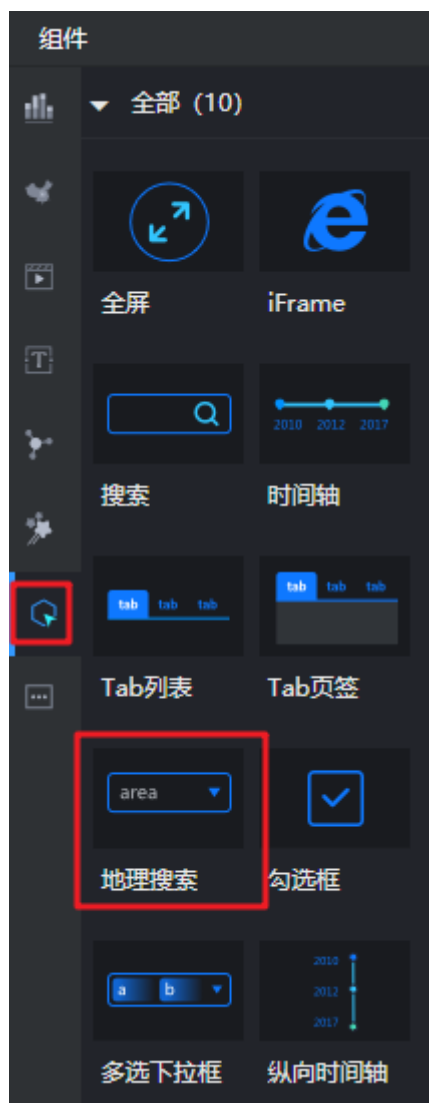 组件
全部 (10)
全屏 iFrame
2010 2012 2017
搜索 时间轴
tab tab tab
tab tab tab
Tab列表 Tab页签
area
地理搜索 勾选框
a b
2010
2012
2017
多选下拉框 纵向时间轴